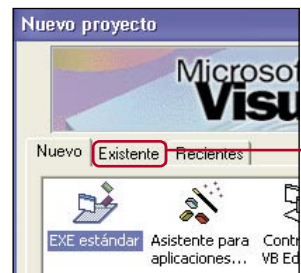 Nuevo proyecto
Microsof
Visu
Nuevo Existente Recientes
EXE estándar Asistente para aplicaciones... Contr VB Ed